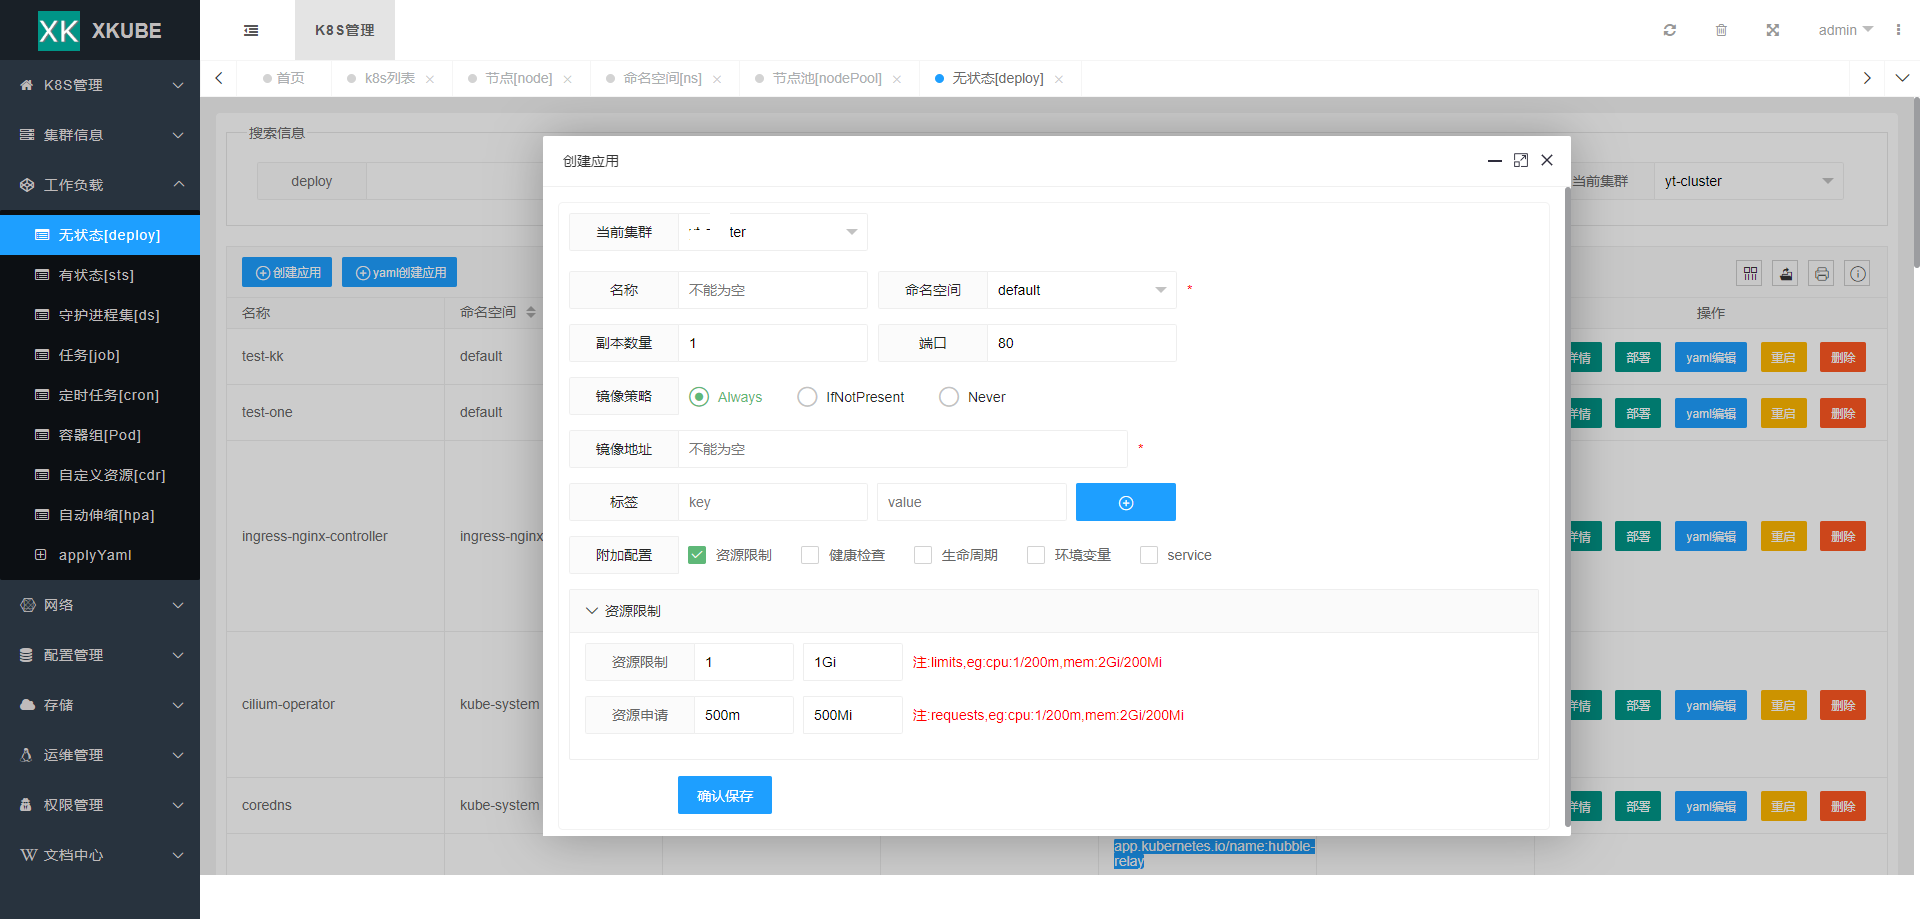 XK XKUBE
K8S管理
admin
K8S管理
集群信息
工作负载
无状态[deploy]
有状态[sts]
守护进程集[ds]
任务[job]
定时任务[cron]
容器组[Pod]
自定义资源[cdr]
自动伸缩[hpa]
applyYaml
网络
配置管理
存储
运维管理
权限管理
文档中心
首页 k8s列表 节点[node] 命名空间[ns] 节点池[nodePool] 无状态[deploy]
搜索信息
deploy
当前集群 yt-cluster
创建应用 yaml创建应用
名称 命名空间 操作
test-kk default 详情 部署 yaml编辑 重启 删除
test-one default 详情 部署 yaml编辑 重启 删除
ingress-nginx-controller ingress-nginx 详情 部署 yaml编辑 重启 删除
cilium-operator kube-system 详情 部署 yaml编辑 重启 删除
coredns kube-system 详情 部署 yaml编辑 重启 删除
app.kubernetes.io/name:hubble-
relay
创建应用
当前集群 ter
名称 不能为空 命名空间 default *
副本数量 1 端口 80
镜像策略 Always IfNotPresent Never
镜像地址 不能为空 *
标签 key value
附加配置 资源限制 健康检查 生命周期 环境变量 service
资源限制
资源限制 1 1Gi 注:limits,eg:cpu:1/200m,mem:2Gi/200Mi
资源申请 500m 500Mi 注:requests,eg:cpu:1/200m,mem:2Gi/200Mi
确认保存